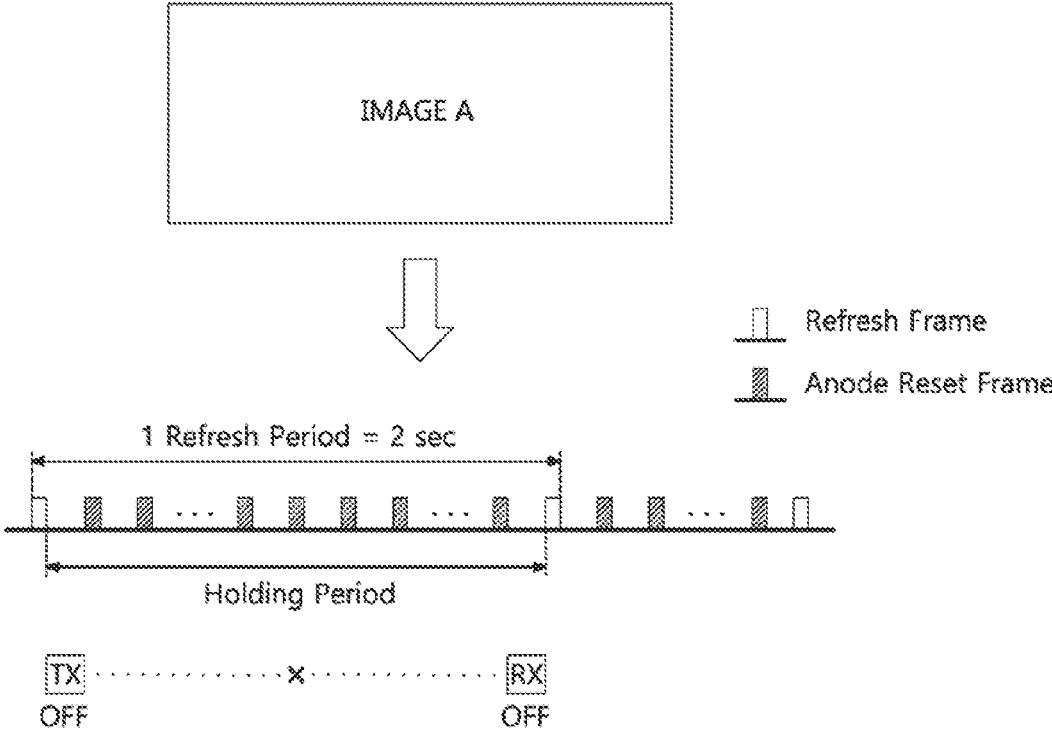 IMAGE A
Refresh Frame
Anode Reset Frame
1 Refresh Period = 2 sec
. . .
. . .
. . .
Holding Period
TX
RX
OFF
OFF